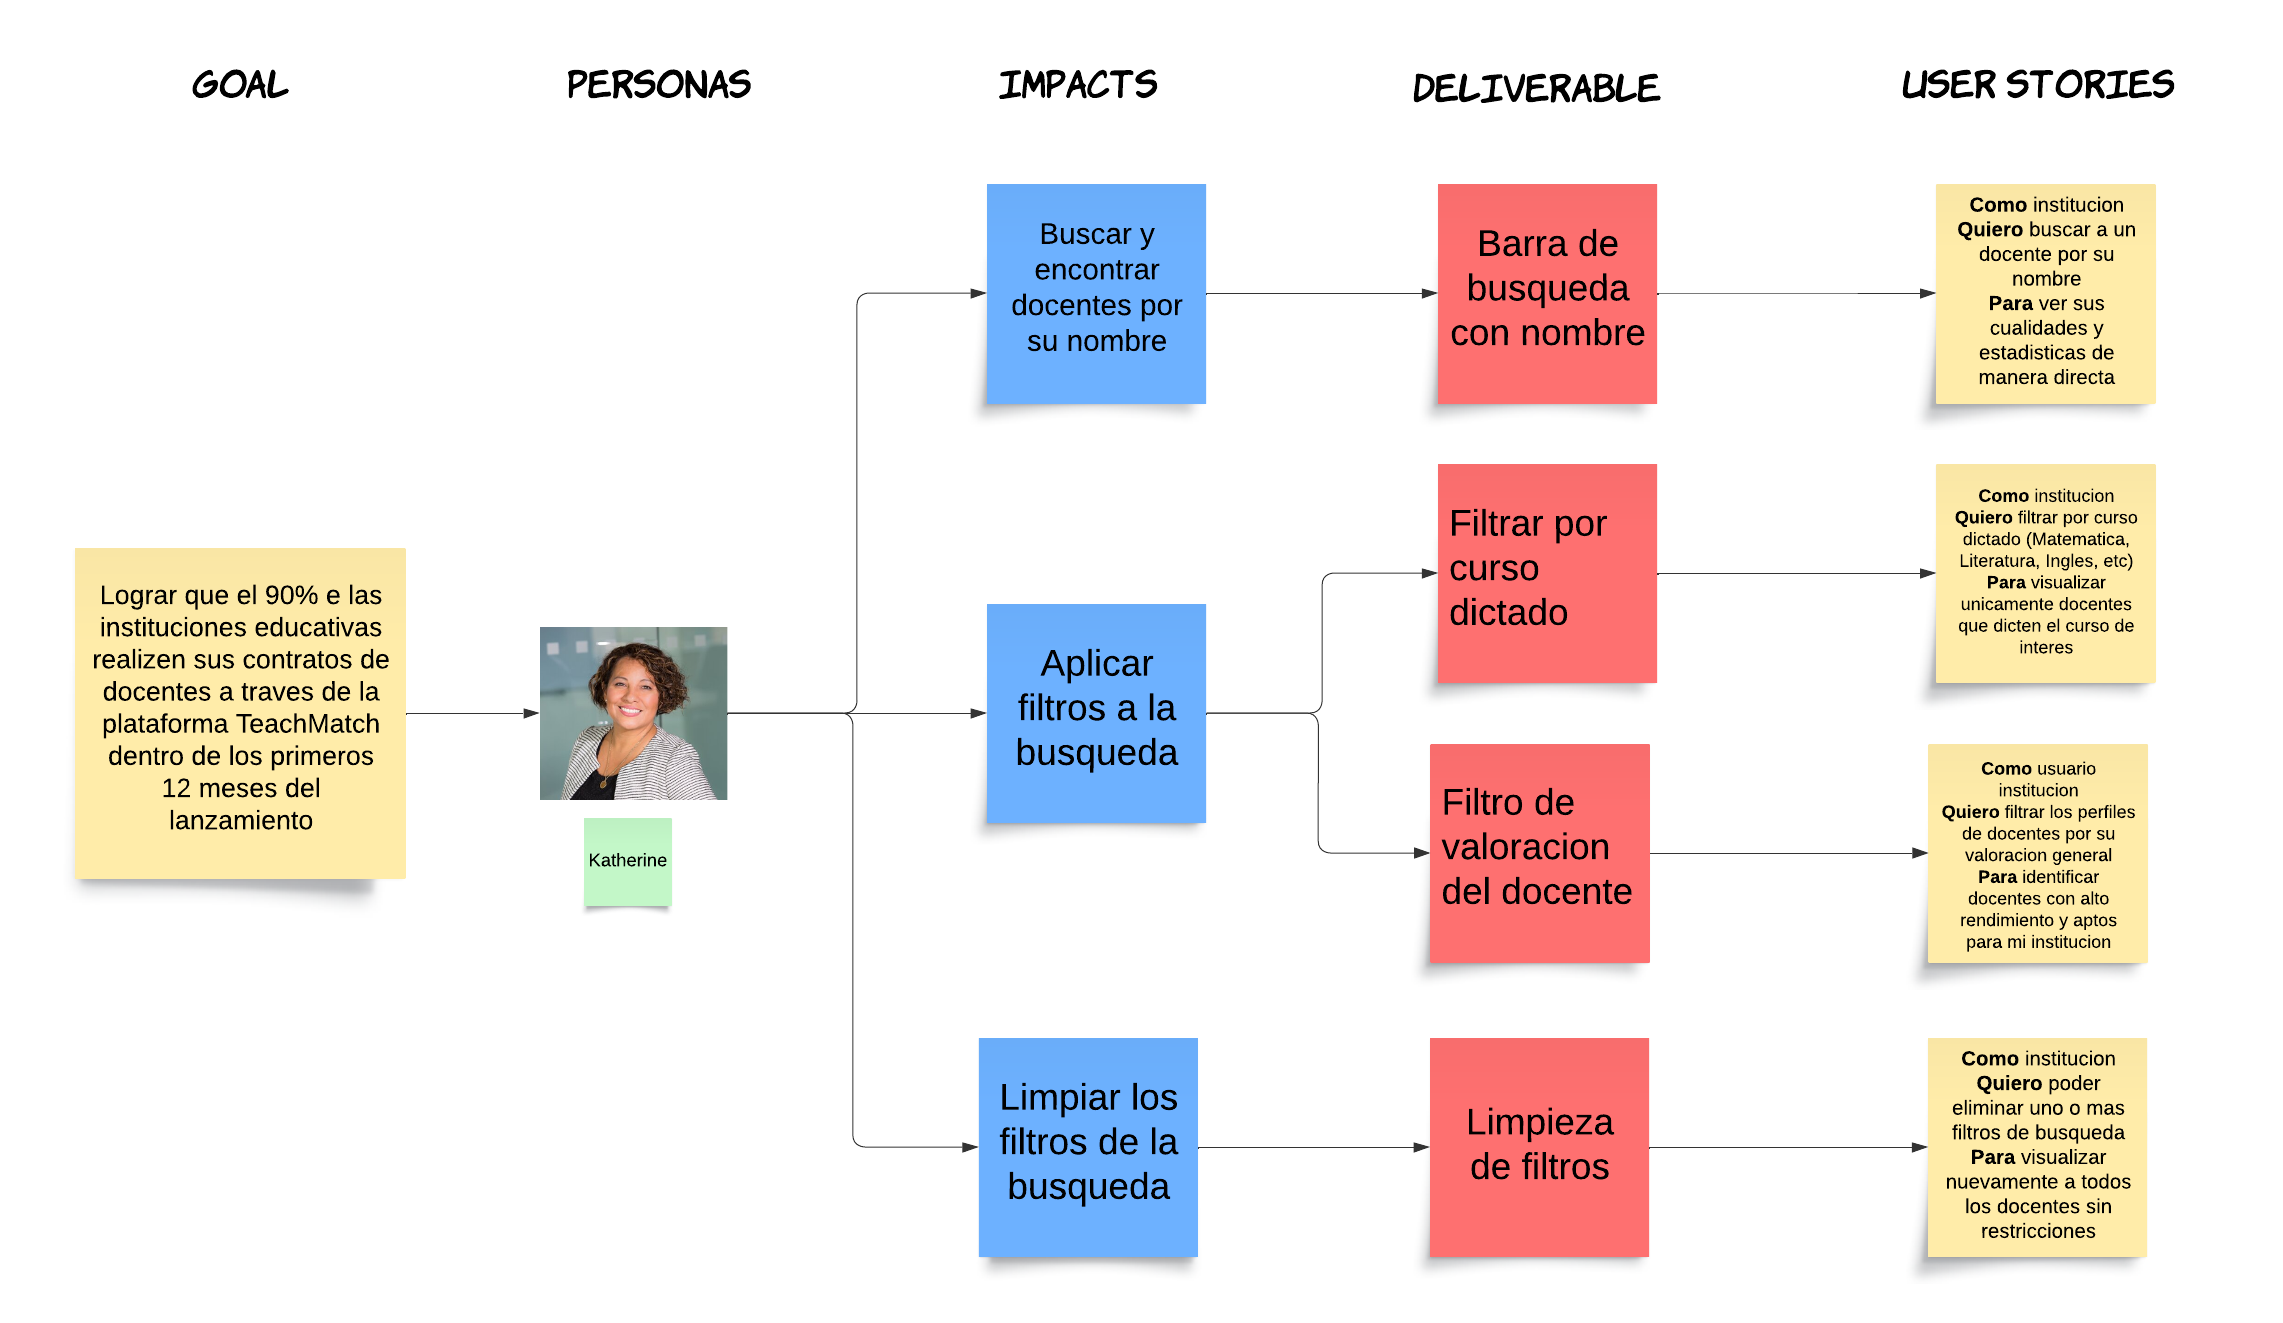 GOAL
PERSONAS
IMPACTS
DELIVERABLE
USER STORIES
Lograr que el 90% e las
instituciones educativas
realizen sus contratos de
docentes a traves de la
plataforma TeachMatch
dentro de los primeros
12 meses del
lanzamiento
Katherine
Buscar y
encontrar
docentes por
su nombre
Barra de
busqueda
con nombre
Como institucion
Quiero buscar a un
docente por su
nombre
Para ver sus
cualidades y
estadisticas de
manera directa
Aplicar
filtros a la
busqueda
Filtrar por
curso
dictado
Como institucion
Quiero filtrar por curso
dictado (Matematica,
Literatura, Ingles, etc)
Para visualizar
unicamente docentes
que dicten el curso de
interes
Filtro de
valoracion
del docente
Como usuario
institucion
Quiero filtrar los perfiles
de docentes por su
valoracion general
Para identificar
docentes con alto
rendimiento y aptos
para mi institucion
Limpiar los
filtros de la
busqueda
Limpieza
de filtros
Como institucion
Quiero poder
eliminar uno o mas
filtros de busqueda
Para visualizar
nuevamente a todos
los docentes sin
restricciones